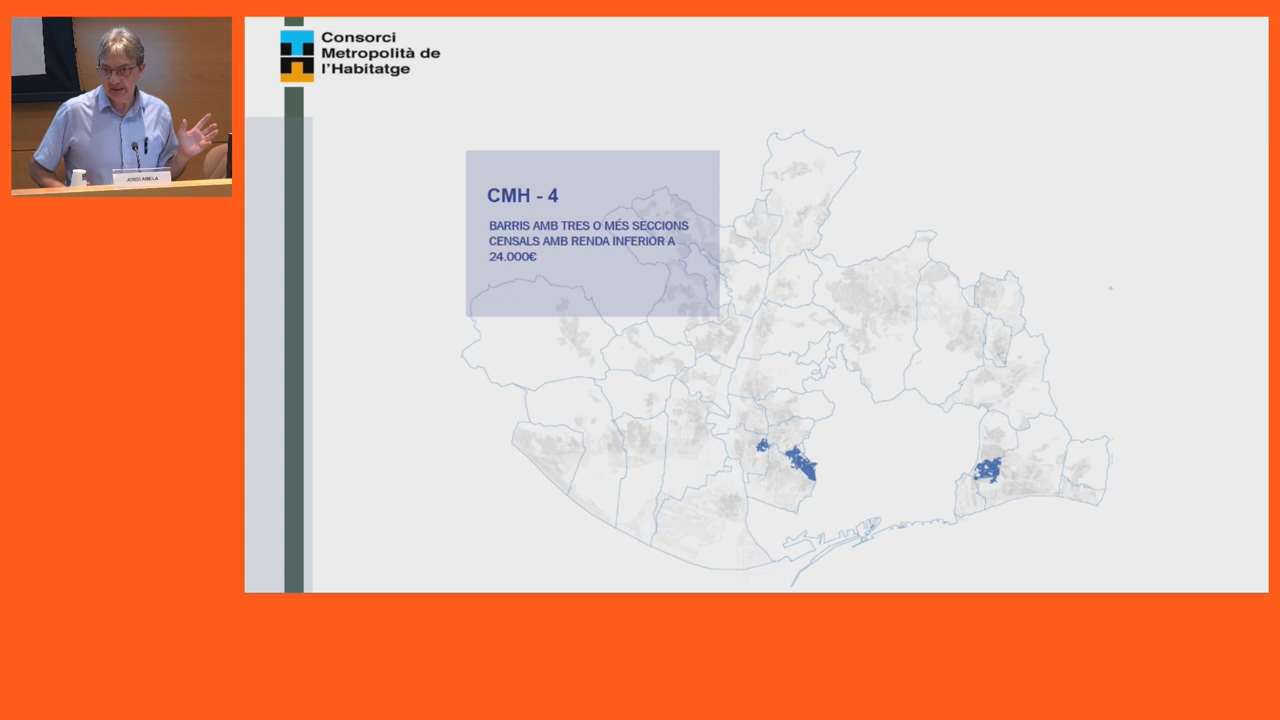 Consorci
Metropolità de
l'Habitatge
CMH - 4
BARRIS AMB TRES O MÉS SECCIONS
CENSALS AMB RENDA INFERIOR A
24.000€
JORDI AMELA